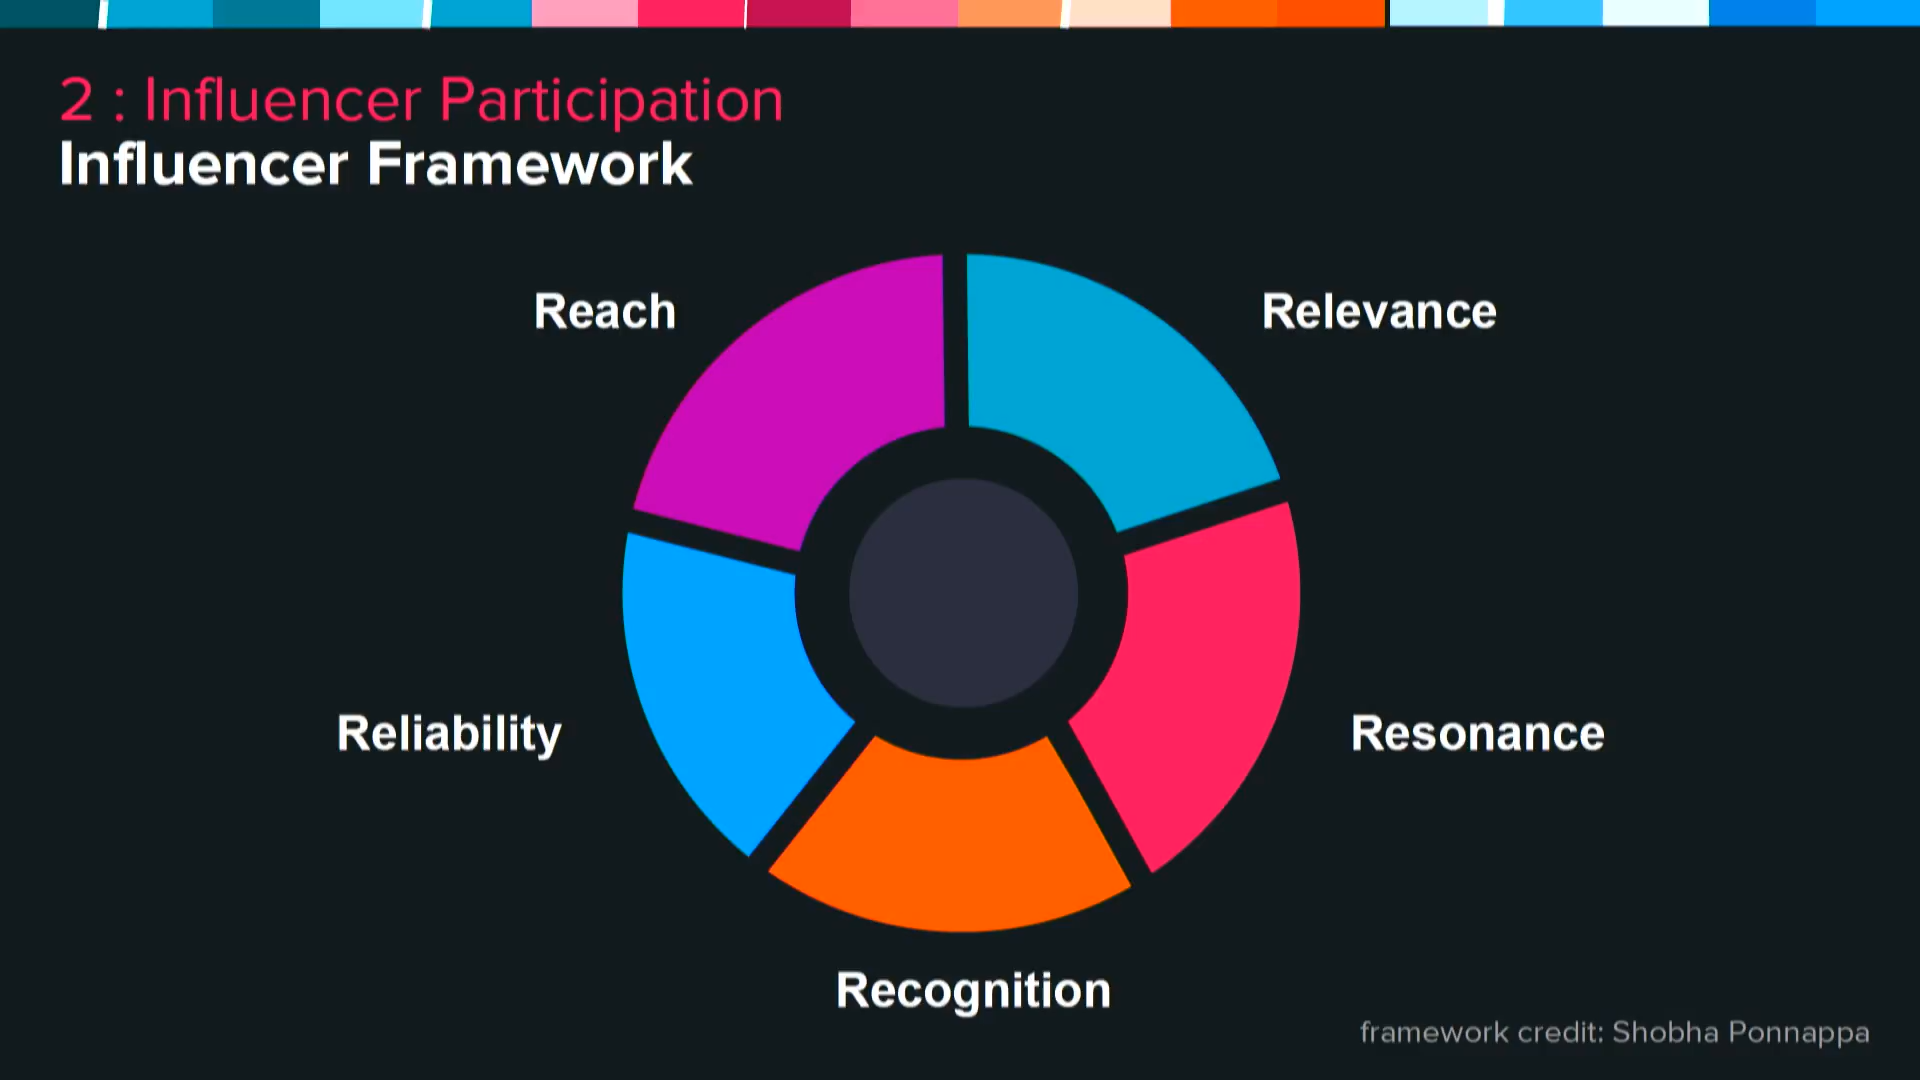 2 : Influencer Participation
Influencer Framework
Reach
Relevance
Reliability
Resonance
Recognition
framework credit: Shobha Ponnappa